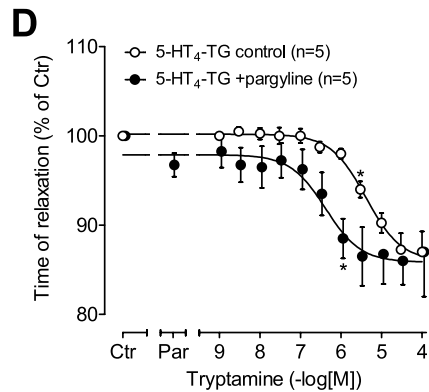 D
5-HT4-TG control (n=5)
5-HT4-TG +pargyline (n=5)
Time of relaxation (% of Ctr)
110
100
90
80
*
*
Ctr Par 9 8 7 6 5 4
Tryptamine (-log[M])